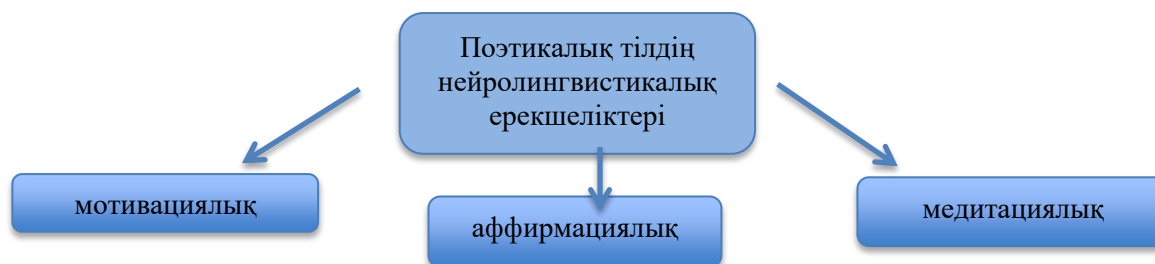 Поэтикалық тілдің
нейролингвистикалық
ерекшеліктері
мотивациялық
аффирмациялық
медитациялық